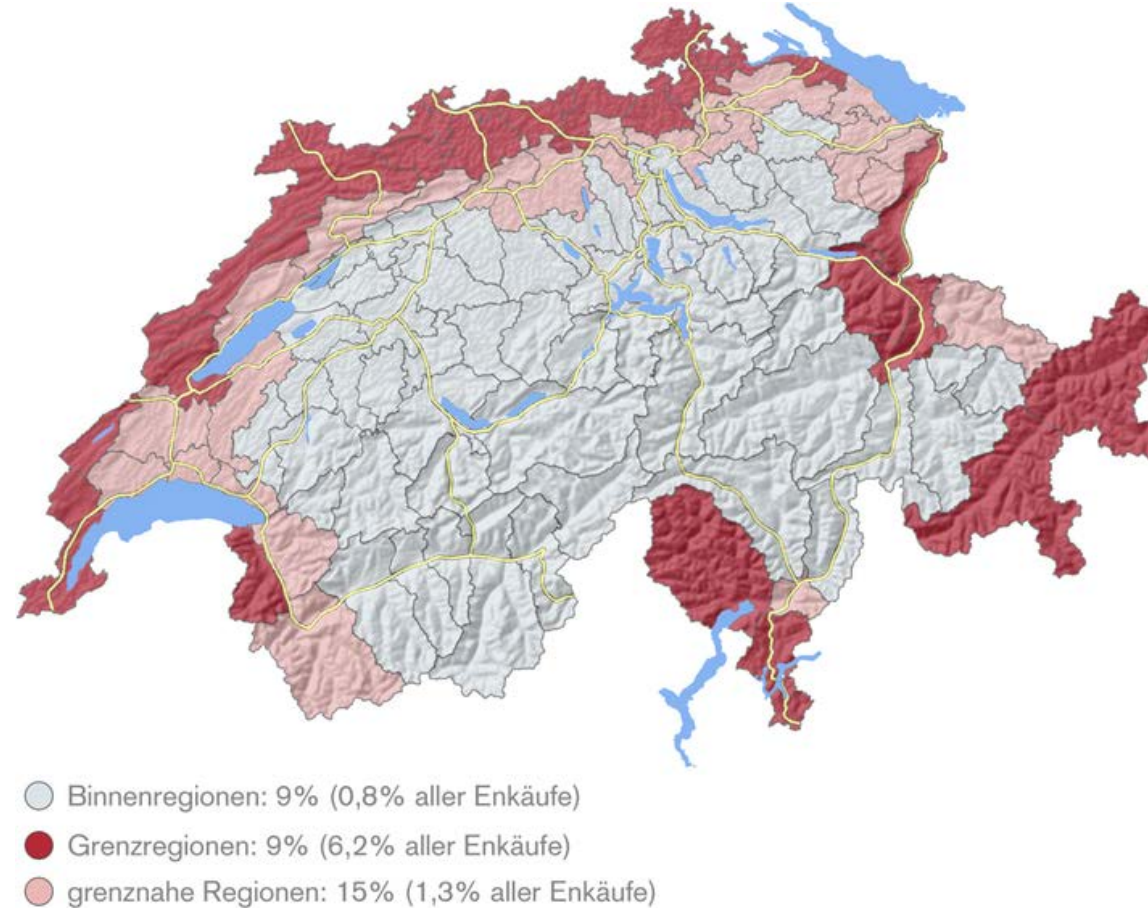 Binnenregionen: 9% (0,8% aller Enkäufe)
Grenzregionen: 9% (6,2% aller Enkäufe)
grenznahe Regionen: 15% (1,3% aller Enkäufe)